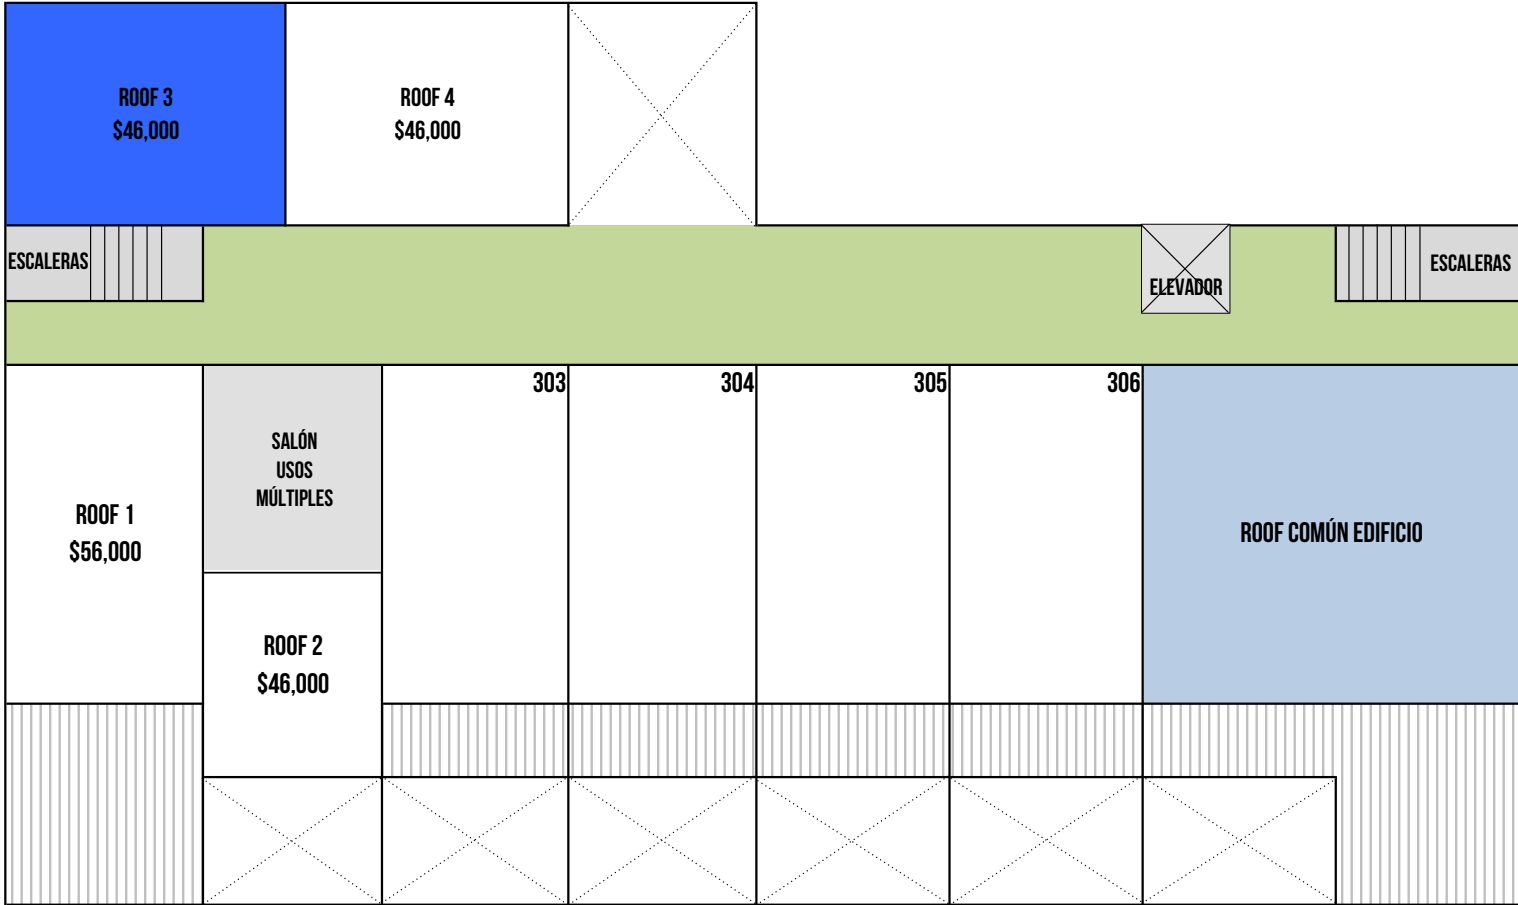 ROOF 3
$46,000
ROOF 4
$46,000
ESCALERAS
ELEVADOR
ESCALERAS
303
304
305
306
SALÓN
USOS
MÚLTIPLES
ROOF 1
$56,000
ROOF COMÚN EDIFICIO
ROOF 2
$46,000